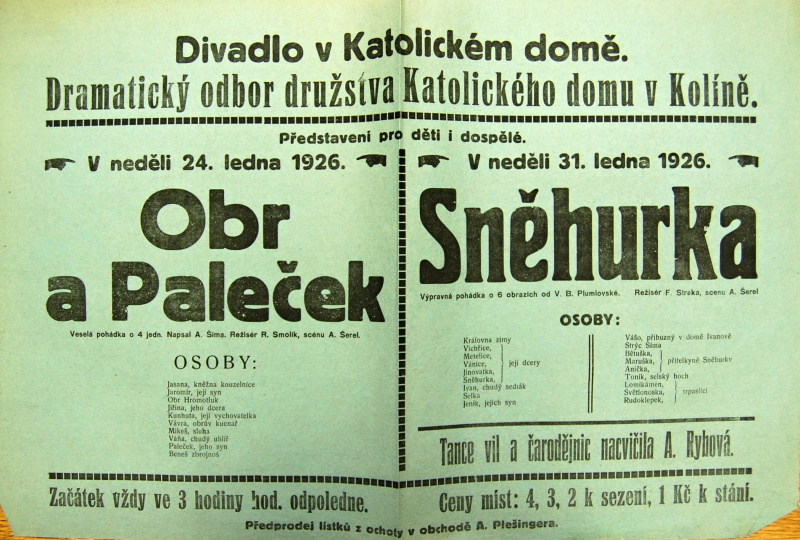 Divadlo v Katolickém domě.
Dramatický odbor družstva Katolického domu v Kolíně.
Představení pro děti i dospělé.
V neděli 24. ledna 1926.
Obr
a Paleček
Veselá pohádka o 4 jedn. Napsal A. Šíma. Režisér R. Smolík, scénu A. Šerel.
OSOBY:
Jasana, kněžna kouzelnice
Jaromír, její syn
Obr Hromotluk
Jiřina, jeho dcera
Kunhuta, její vychovatelka
Vávra, obrův kuchař
Mikeš, sluha
Váňa, chudý uhlíř
Paleček, jeho syn
Beneš zbrojnoš
V neděli 31. ledna 1926.
Sněhurka
Výpravná pohádka o 6 obrazích od V. B. Plumlovské. Režisér F. Straka, scenu A. Šerel
OSOBY:
Královna zimy
Vichřice,
Metelice,
Vánice,
Jinovatka,
Sněhurka,
její dcery
Ivan, chudý sedlák
Selka
Jeník, jejich syn
Vášo, příbuzný v domě Ivanově
Strýc Šíma
Bětuška,
Maruška,
Anička,
přítelkyně Sněhurky
Toník, selský hoch
Lomikámen,
Světlonoska,
Rudoklepek,
trpaslíci
Tance vil a čarodějnic nacvičila A. Rybová.
Začátek vždy ve 3 hodiny hod. odpoledne.
Ceny míst: 4, 3, 2 k sezení, 1 Kč k stání.
Předprodej lístků z ochoty v obchodě A. Plešingera.